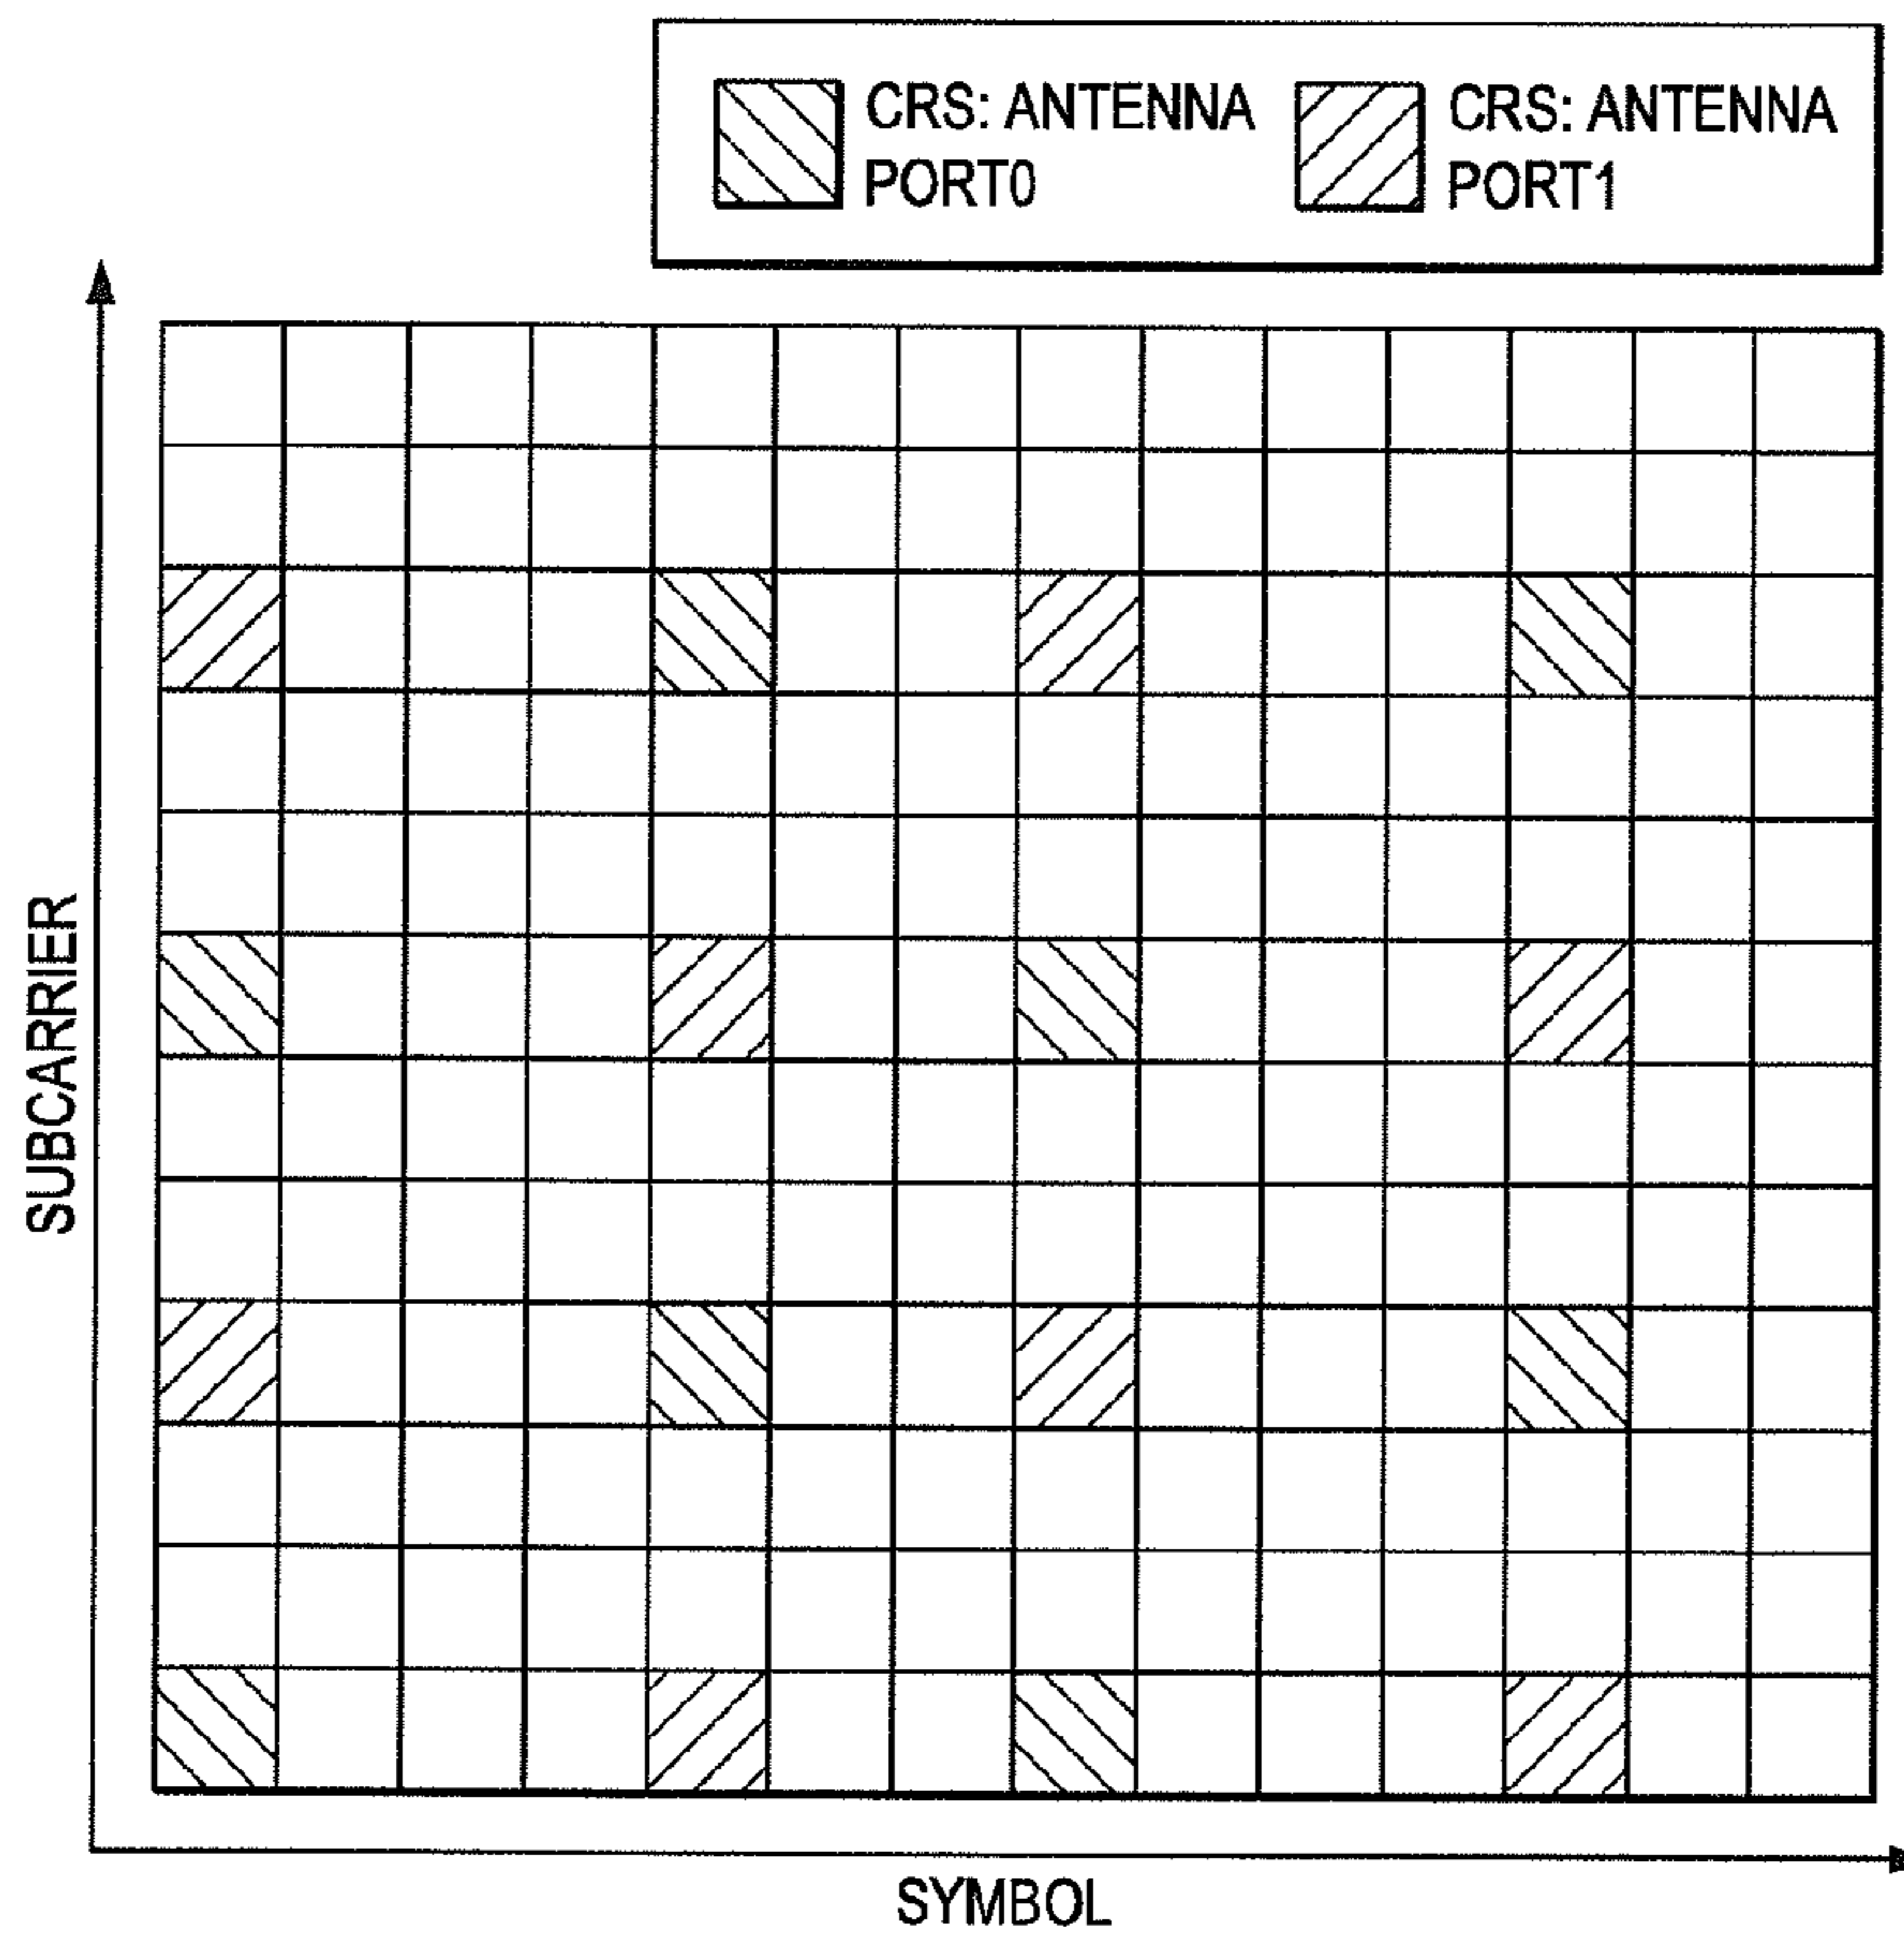 CRS: ANTENNA
PORT0
CRS: ANTENNA
PORT1
SUBCARRIER
SYMBOL